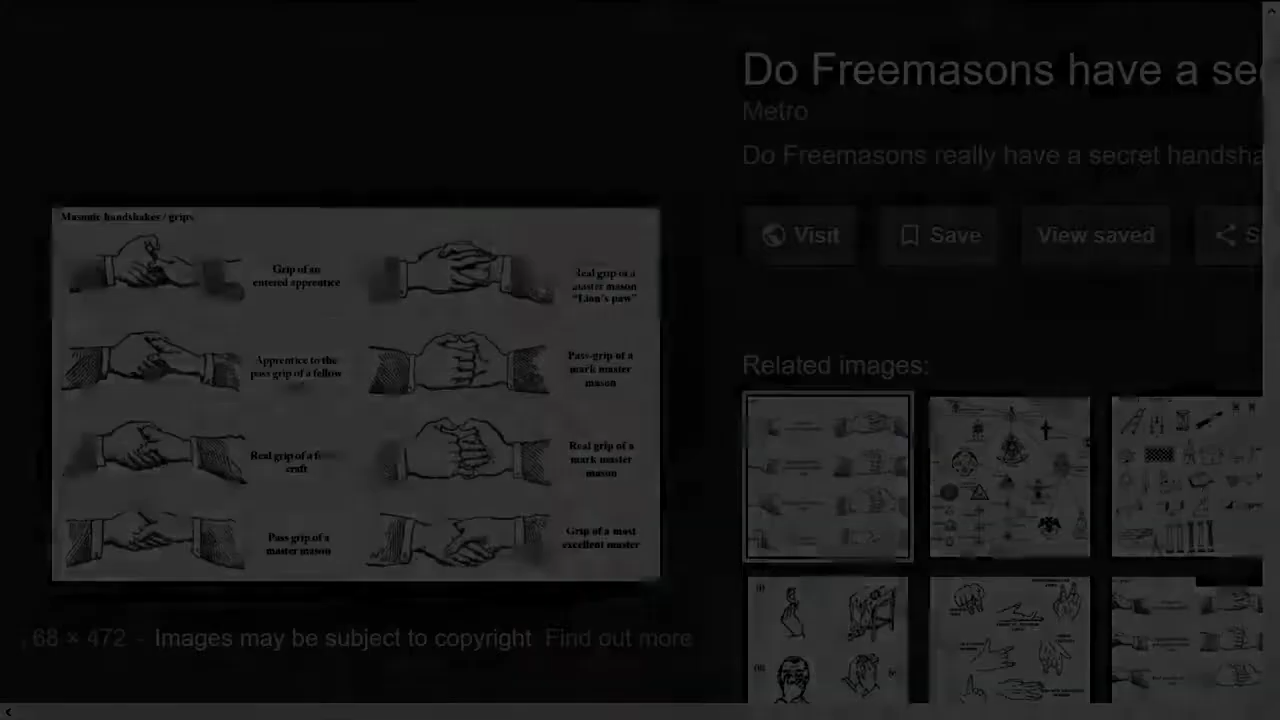 Do Freemasons have a sec
Metro
Do Freemasons really have a secret handsha
Visit
Save
View saved
S
Masonic handshakes / grips
Grip of an
entered apprentice
Real grip of a
master mason
"Lion's paw"
Apprentice to the
pass grip of a fellow
Pass-grip of a
mark master
mason
Real grip of a
craft
Real grip of a
mark master
mason
Pass grip of a
master mason
Grip of a most
excellent master
Related images:
68 × 472 - Images may be subject to copyright Find out more